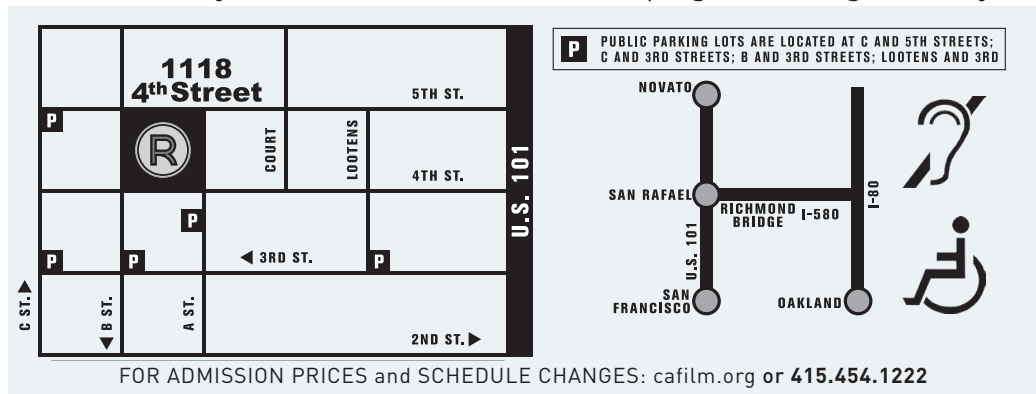 1118
4th Street
5TH ST.
P
R
COURT
LOOTENS
4TH ST.
U.S. 101
P
P
P
3RD ST.
P
C ST.
B ST.
A ST.
2ND ST.
P PUBLIC PARKING LOTS ARE LOCATED AT C AND 5TH STREETS;
C AND 3RD STREETS; B AND 3RD STREETS; LOOTENS AND 3RD
NOVATO
SAN RAFAEL
RICHMOND
BRIDGE
I-580
I-80
U.S. 101
SAN
FRANCISCO
OAKLAND
FOR ADMISSION PRICES and SCHEDULE CHANGES: cafilm.org or 415.454.1222